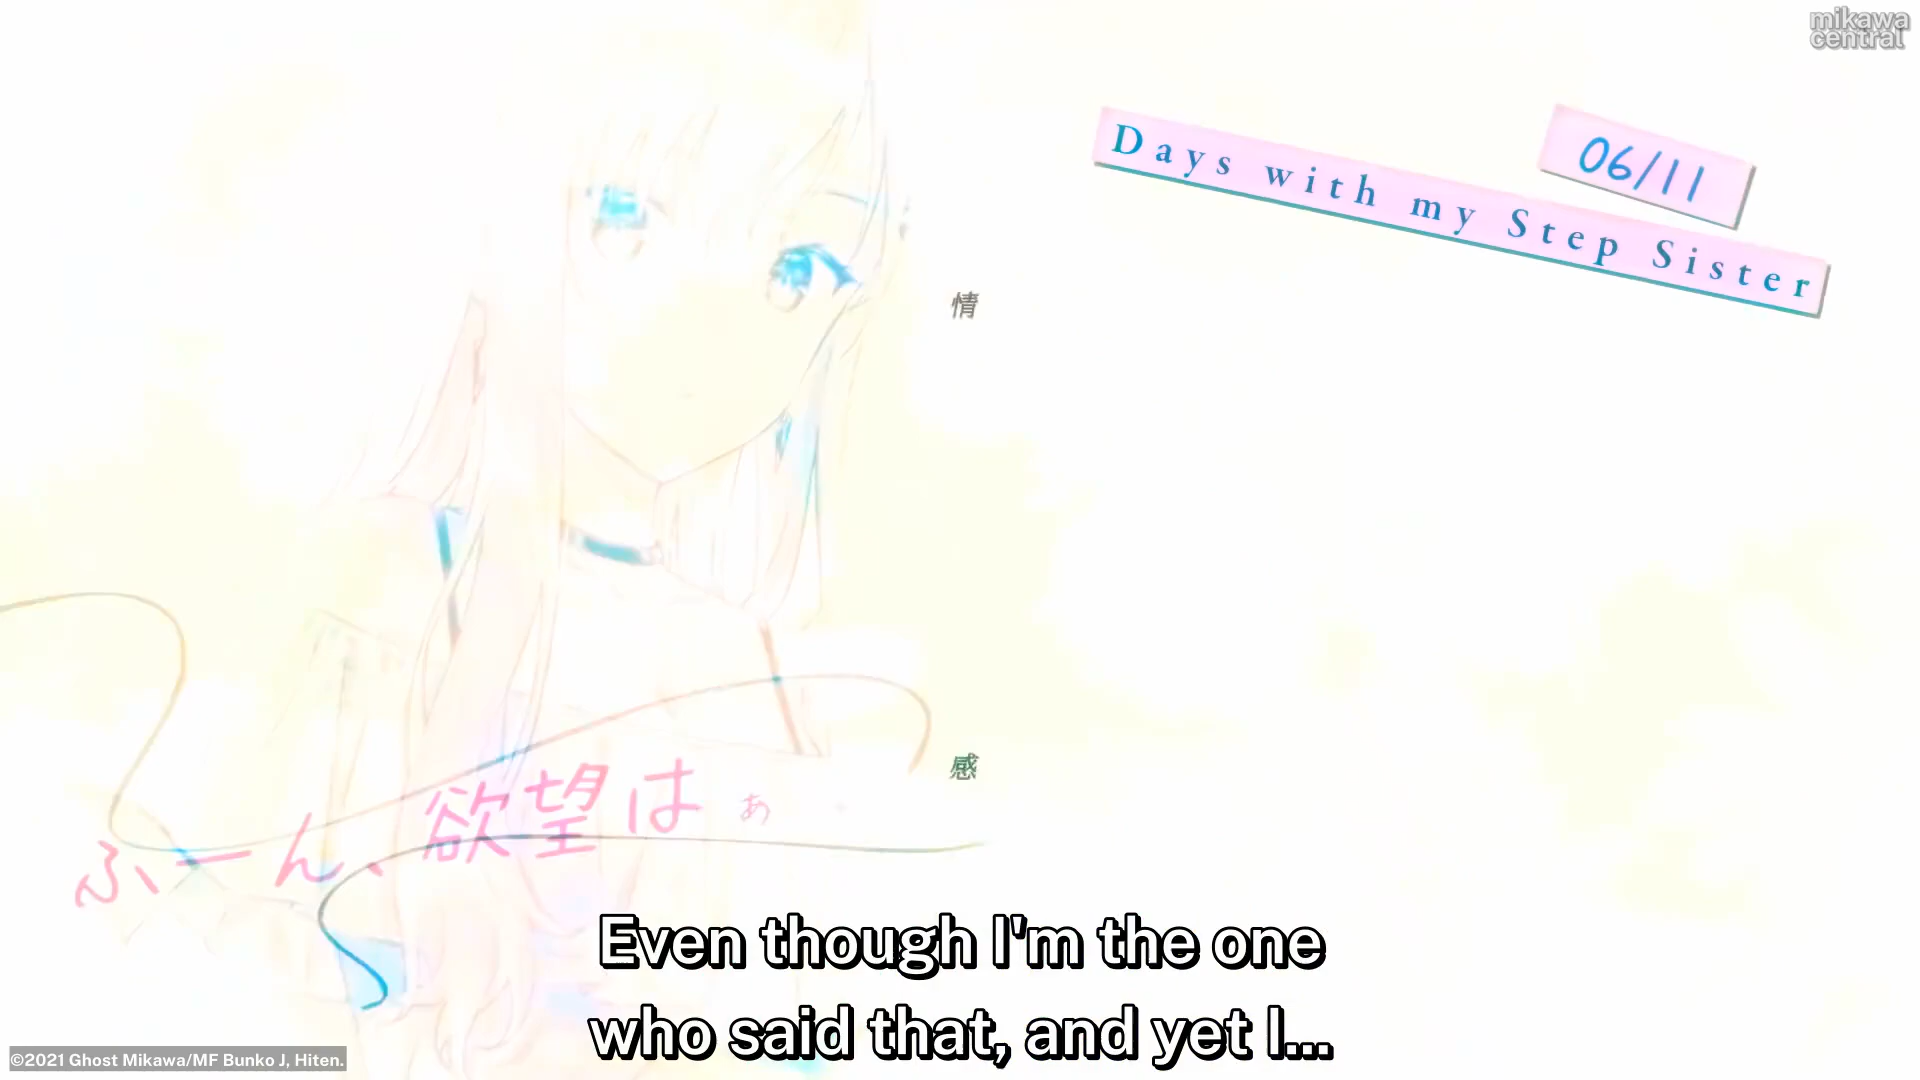 mikawa
central
06/11
Days with my Step Sister
情
感
ふーん、欲望はぁ
Even though I'm the one
who said that, and yet I...
©2021 Ghost Mikawa/MF Bunko J, Hiten.